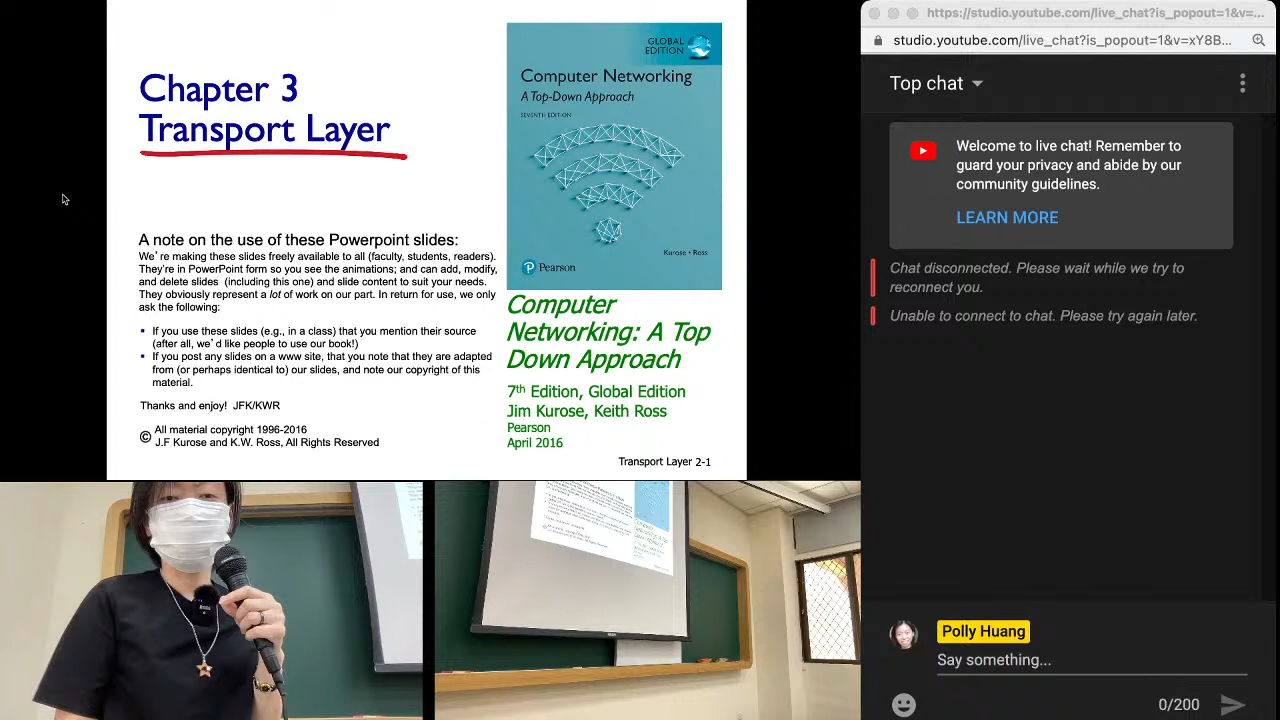 Chapter 3
Transport Layer
A note on the use of these Powerpoint slides:
We're making these slides freely available to all (faculty, students, readers).
They're in PowerPoint form so you see the animations; and can add, modify,
and delete slides (including this one) and slide content to suit your needs.
They obviously represent a lot of work on our part. In return for use, we only
ask the following:
▪ If you use these slides (e.g., in a class) that you mention their source
(after all, we'd like people to use our book!)
▪ If you post any slides on a www site, that you note that they are adapted
from (or perhaps identical to) our slides, and note our copyright of this
material.
Thanks and enjoy! JFK/KWR
© All material copyright 1996-2016
J.F Kurose and K.W. Ross, All Rights Reserved
GLOBAL
EDITION
Computer Networking
A Top-Down Approach
SEVENTH EDITION
Kurose • Ross
Pearson
Computer
Networking: A Top
Down Approach
7th Edition, Global Edition
Jim Kurose, Keith Ross
Pearson
April 2016
Transport Layer 2-1
https://studio.youtube.com/live_chat?is_popout=1&v=...
studio.youtube.com/live_chat?is_popout=1&v=xY8B...
Top chat
Welcome to live chat! Remember to
guard your privacy and abide by our
community guidelines.
LEARN MORE
Chat disconnected. Please wait while we try to
reconnect you.
Unable to connect to chat. Please try again later.
Polly Huang
Say something...
0/200